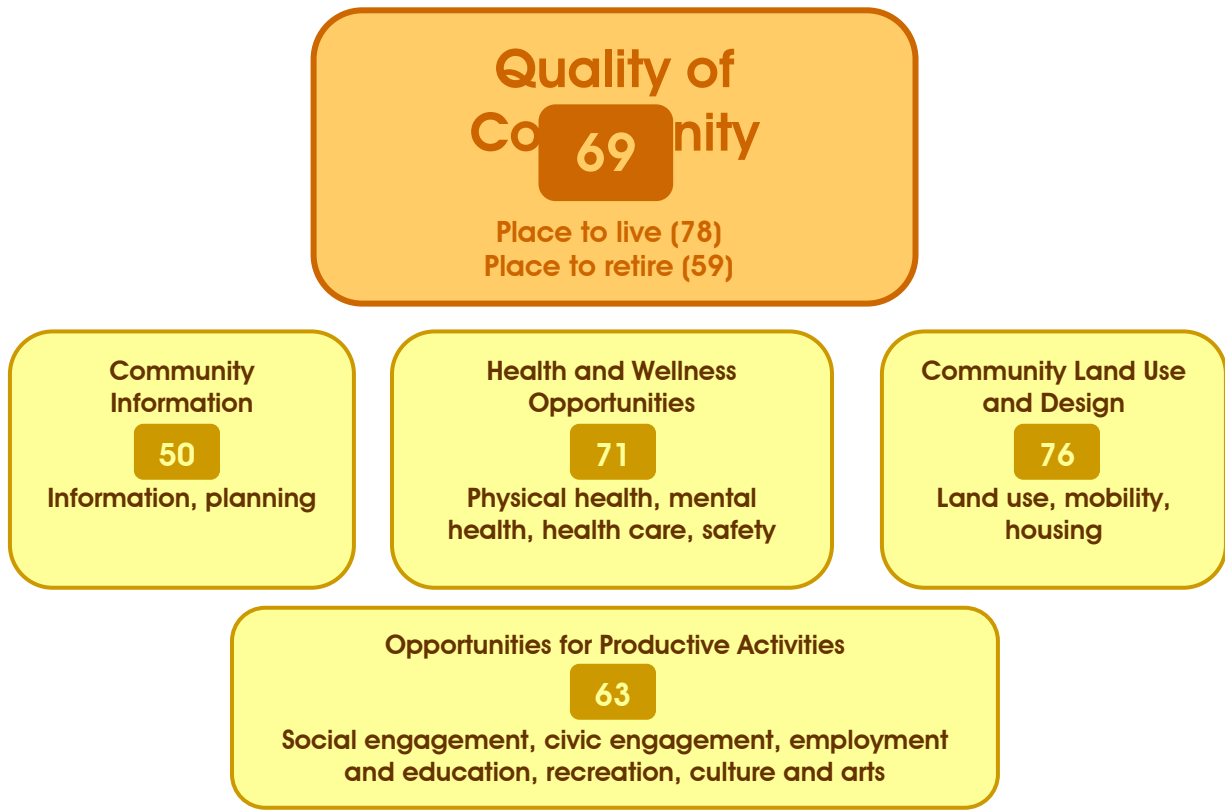 Quality of
Community
69
Place to live (78)
Place to retire (59)
Community
Information
50
Information, planning
Health and Wellness
Opportunities
71
Physical health, mental
health, health care, safety
Community Land Use
and Design
76
Land use, mobility,
housing
Opportunities for Productive Activities
63
Social engagement, civic engagement, employment
and education, recreation, culture and arts